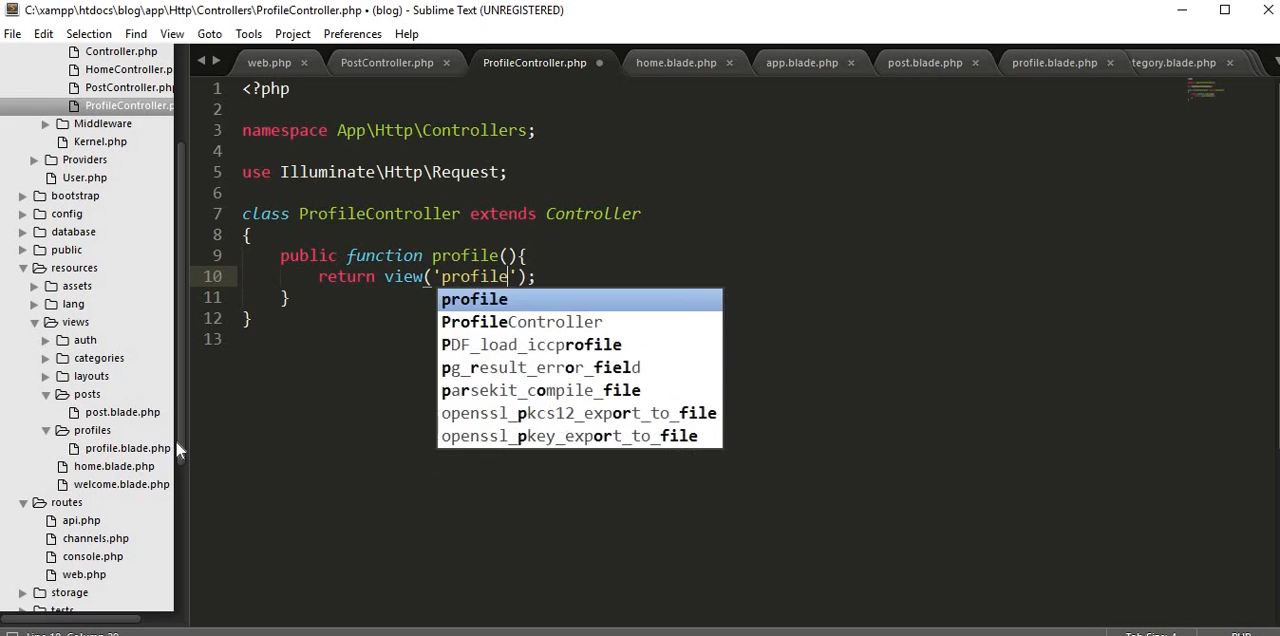 C:\xampp\htdocs\blog\app\Http\Controllers\ProfileController.php • (blog) - Sublime Text (UNREGISTERED)
File Edit Selection Find View Goto Tools Project Preferences Help
web.php × PostController.php × ProfileController.php home.blade.php × app.blade.php × post.blade.php × profile.blade.php × tegory.blade.php ×
Controller.php
HomeController.p
PostController.php
ProfileController.p
Middleware
Kernel.php
Providers
User.php
bootstrap
config
database
public
resources
assets
lang
views
auth
categories
layouts
posts
post.blade.php
profiles
profile.blade.php
home.blade.php
welcome.blade.php
routes
api.php
channels.php
console.php
web.php
storage
tests
1 <?php
2
3 namespace App\Http\Controllers;
4
5 use Illuminate\Http\Request;
6
7 class ProfileController extends Controller
8 {
9 public function profile(){
10 return view('profile');
11 }
12 }
13
profile
ProfileController
PDF_load_iccprofile
pg_result_error_field
parsekit_compile_file
openssl_pkcs12_export_to_file
openssl_pkey_export_to_file